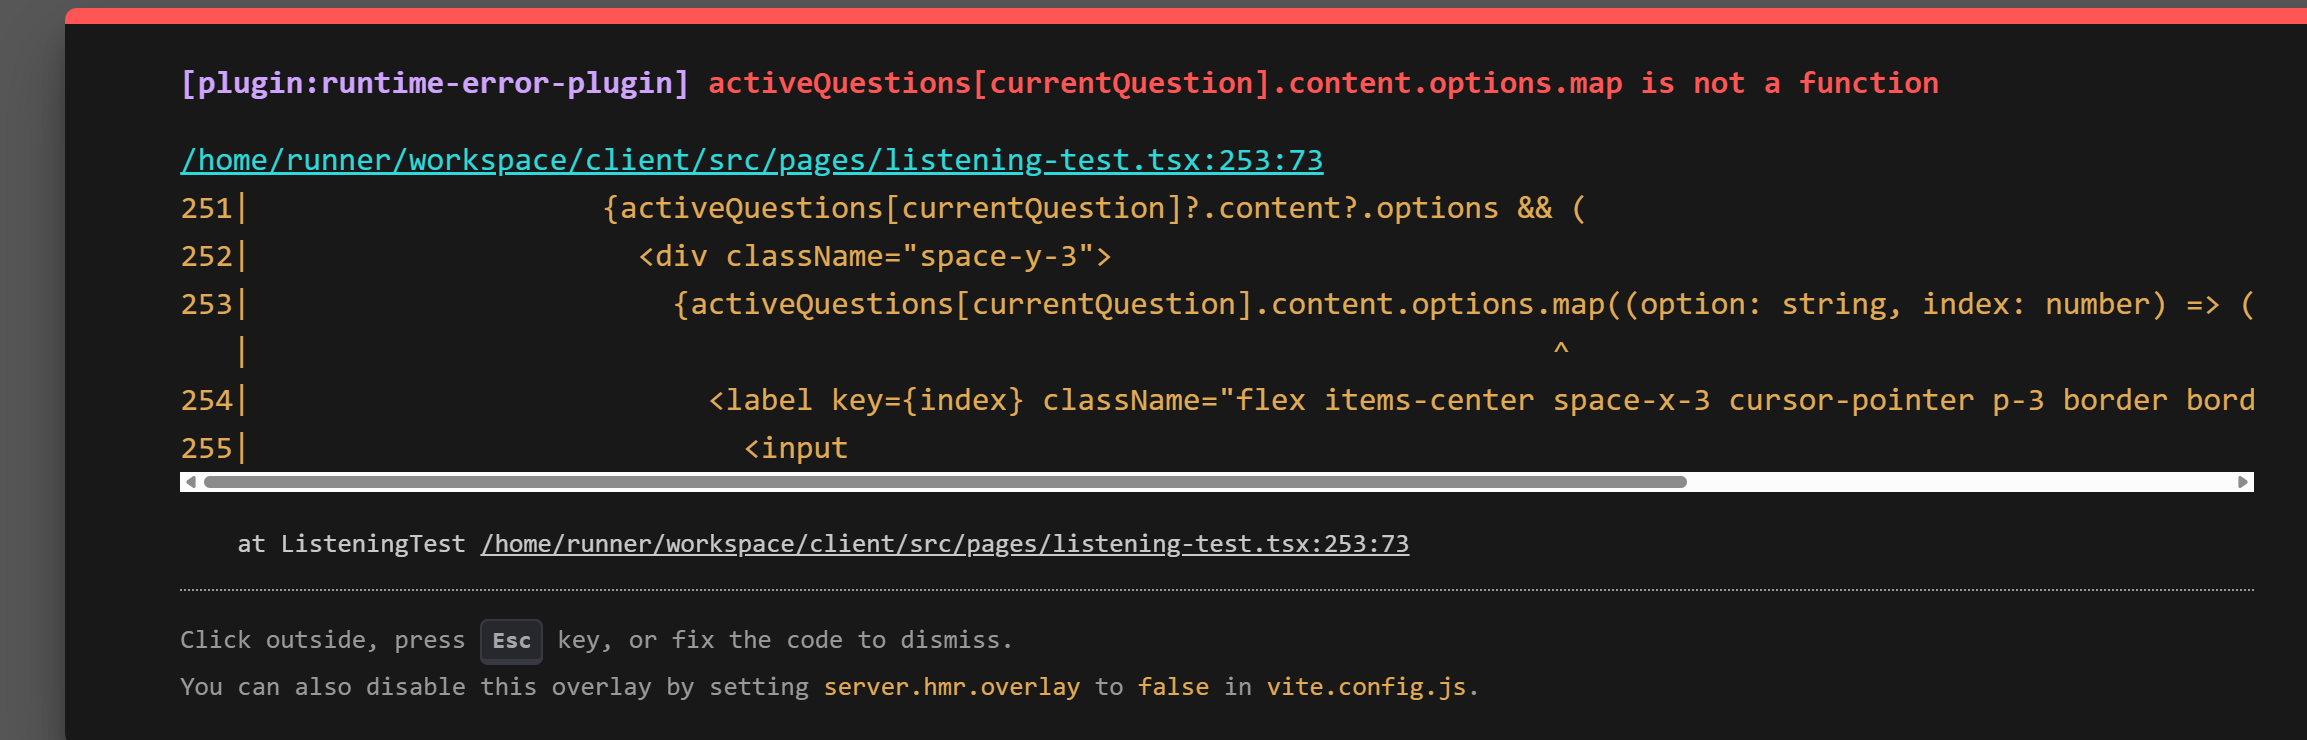 [plugin:runtime-error-plugin] activeQuestions[currentQuestion].content.options.map is not a function
/home/runner/workspace/client/src/pages/listening-test.tsx:253:73
251| {activeQuestions[currentQuestion]?.content?.options && (
252| <div className="space-y-3">
253| {activeQuestions[currentQuestion].content.options.map((option: string, index: number) => (
| ^
254| <label key={index} className="flex items-center space-x-3 cursor-pointer p-3 border bord
255| <input
at ListeningTest /home/runner/workspace/client/src/pages/listening-test.tsx:253:73
Click outside, press Esc key, or fix the code to dismiss.
You can also disable this overlay by setting server.hmr.overlay to false in vite.config.js.